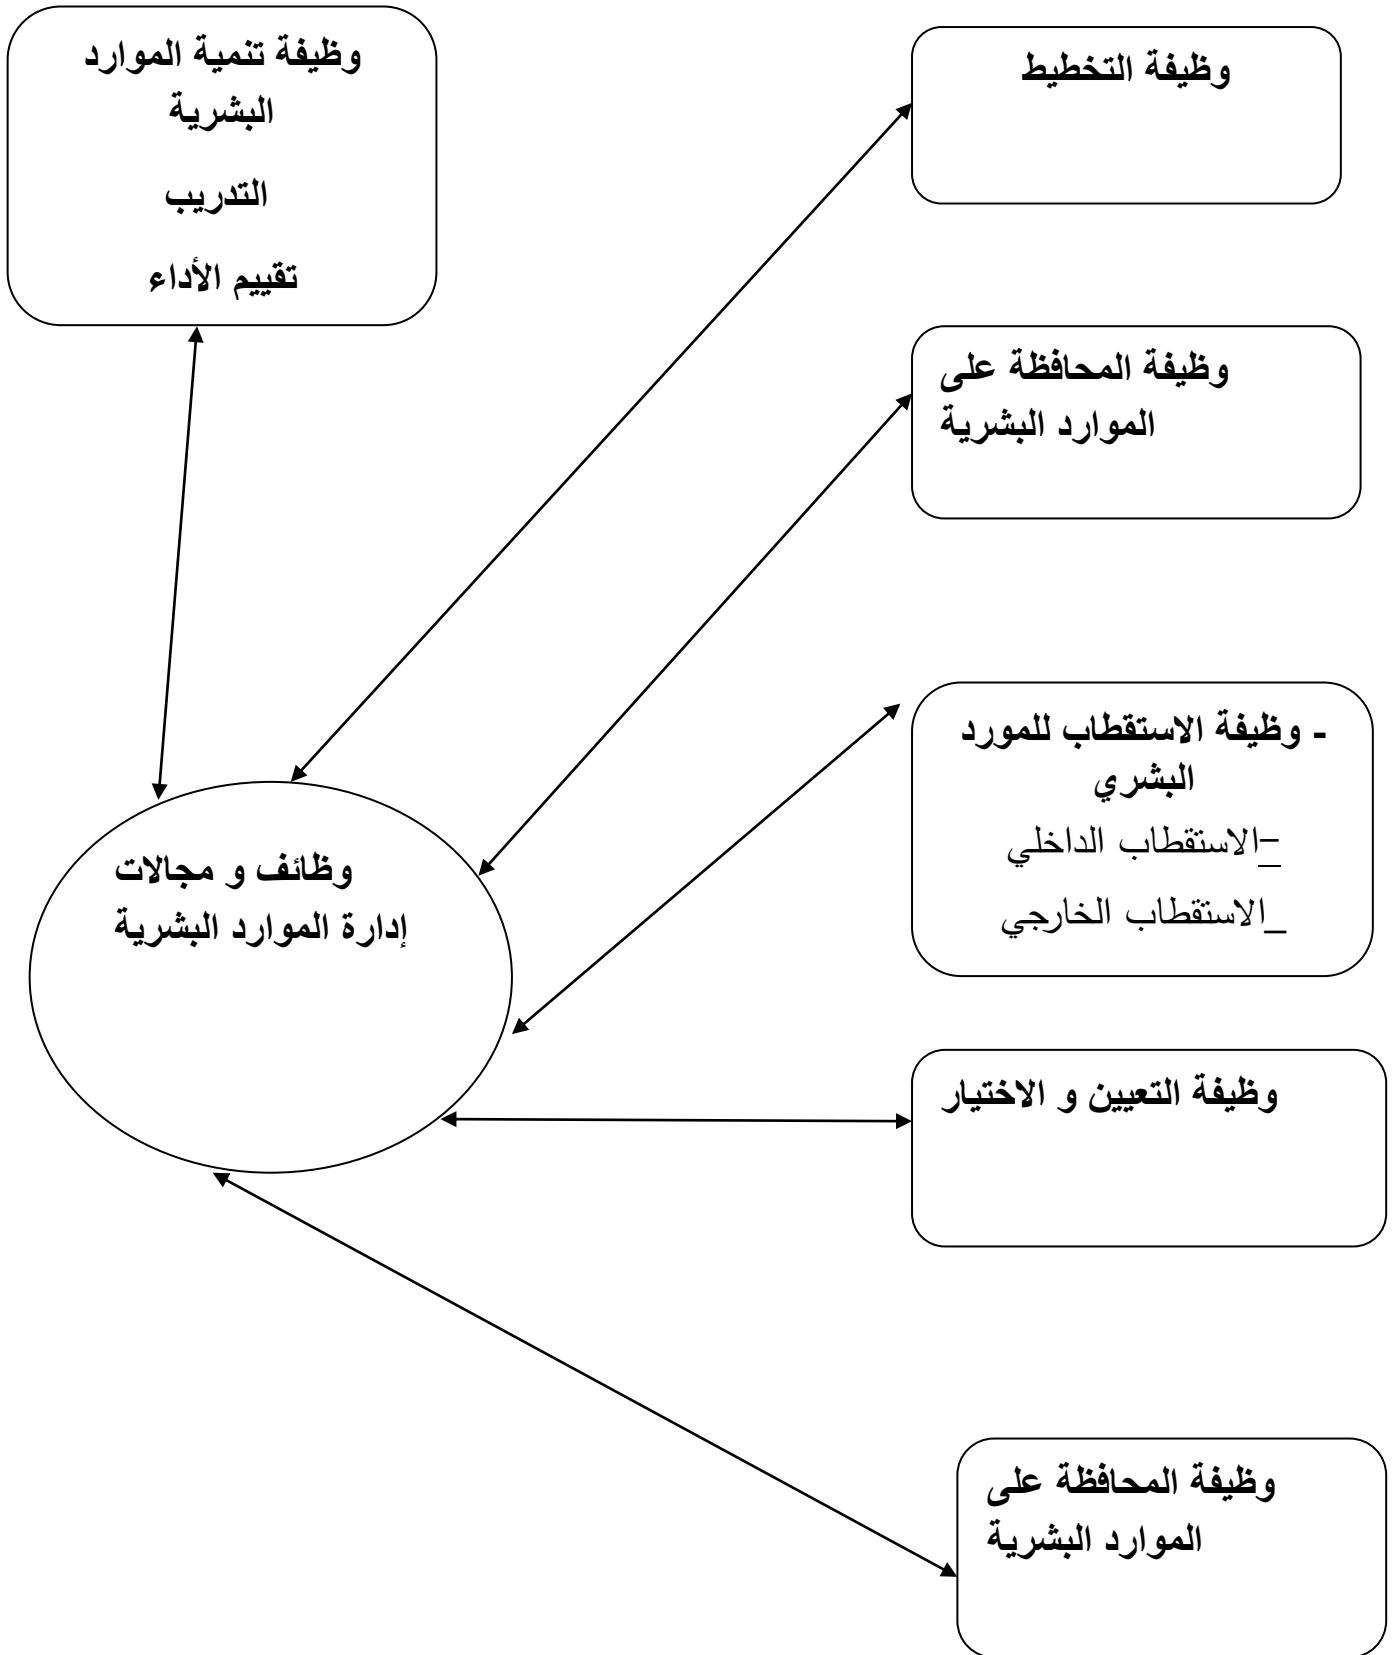 وظيفة تنمية الموارد
البشرية
التدريب
تقييم الأداء
وظيفة التخطيط
وظيفة المحافظة على
الموارد البشرية
- وظيفة الاستقطاب للمورد
البشري
–الاستقطاب الداخلي
_الاستقطاب الخارجي
وظائف و مجالات
إدارة الموارد البشرية
وظيفة التعيين و الاختيار
وظيفة المحافظة على
الموارد البشرية